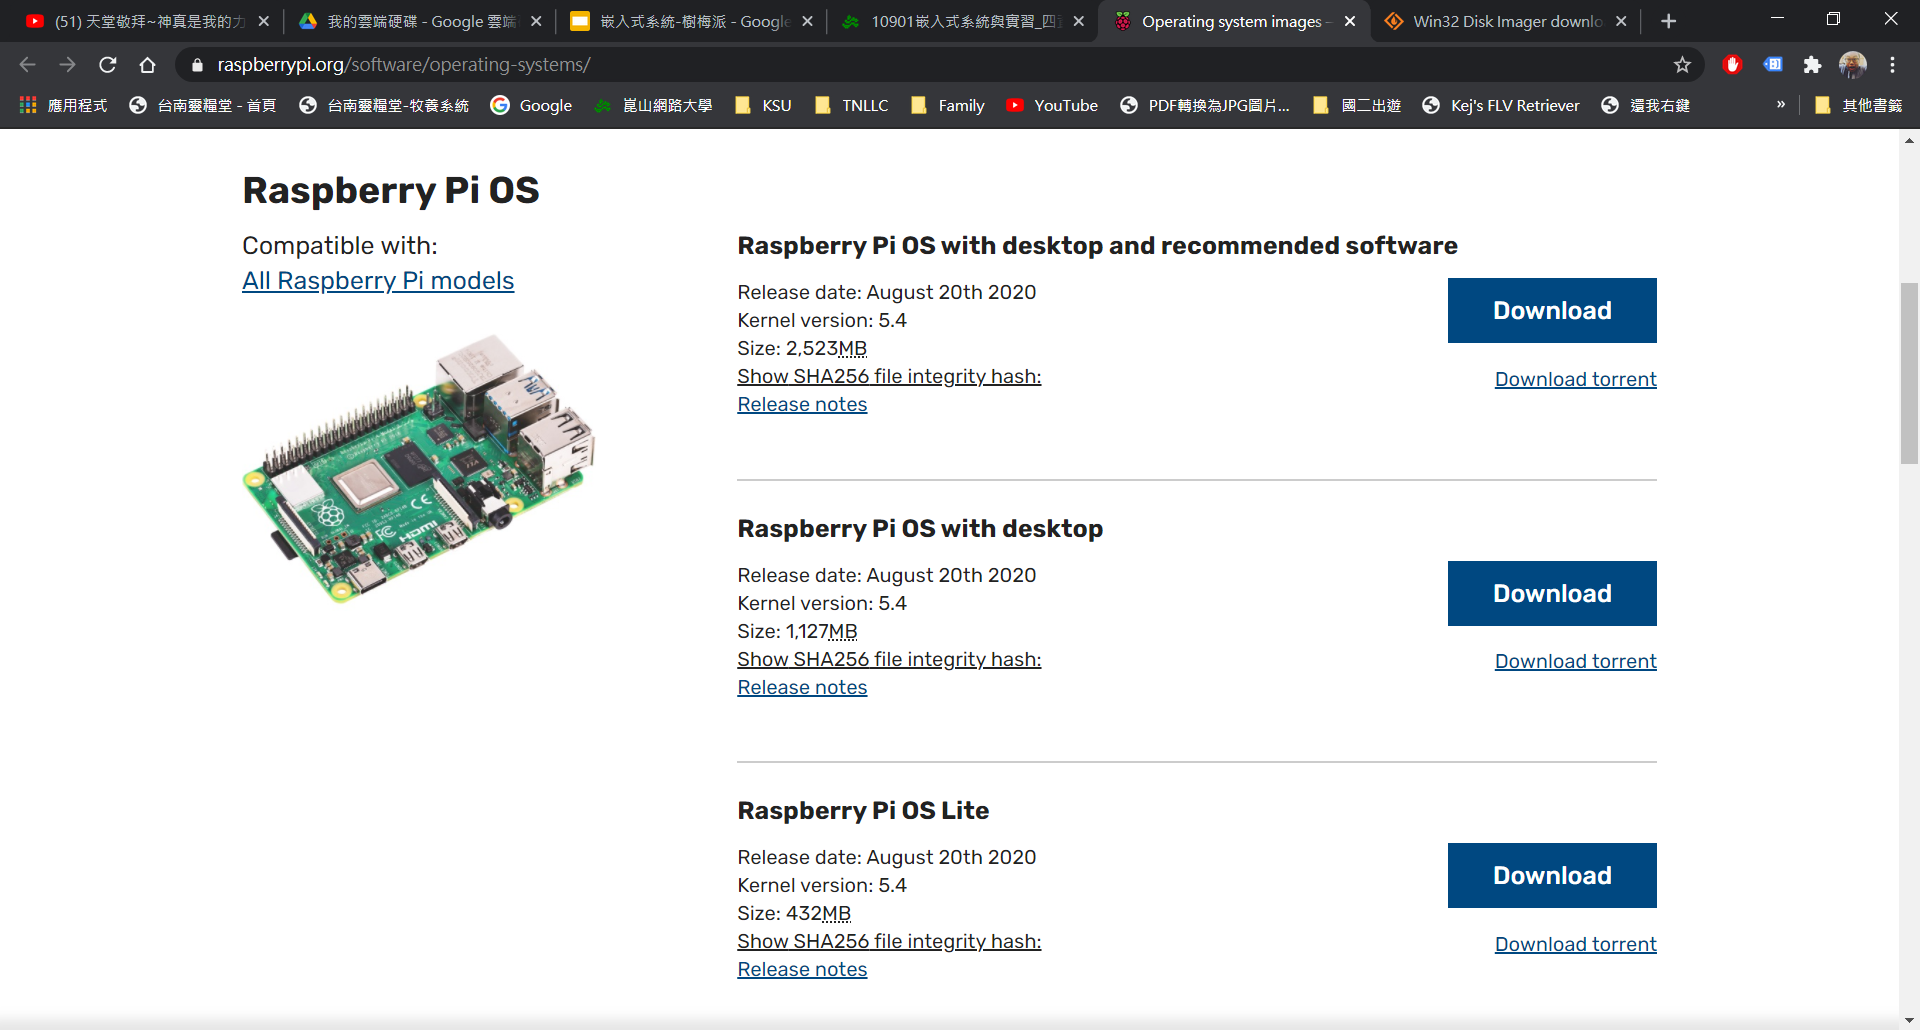 (51) 天堂敬拜~神真是我的力
我的雲端硬碟 - Google 雲端
嵌入式系統-樹梅派 - Google
10901嵌入式系統與實習_四
Operating system images –
Win32 Disk Imager downlo
raspberrypi.org/software/operating-systems/
應用程式
台南靈糧堂 - 首頁
台南靈糧堂-牧養系統
Google
崑山網路大學
KSU
TNLLC
Family
YouTube
PDF轉換為JPG圖片...
國二出遊
Kej's FLV Retriever
還我右鍵
»
其他書籤
Raspberry Pi OS
Compatible with:
All Raspberry Pi models
Raspberry Pi OS with desktop and recommended software
Release date: August 20th 2020
Kernel version: 5.4
Size: 2,523MB
Show SHA256 file integrity hash:
Release notes
Download
Download torrent
Raspberry Pi OS with desktop
Release date: August 20th 2020
Kernel version: 5.4
Size: 1,127MB
Show SHA256 file integrity hash:
Release notes
Download
Download torrent
Raspberry Pi OS Lite
Release date: August 20th 2020
Kernel version: 5.4
Size: 432MB
Show SHA256 file integrity hash:
Release notes
Download
Download torrent
HDMI
FC CE